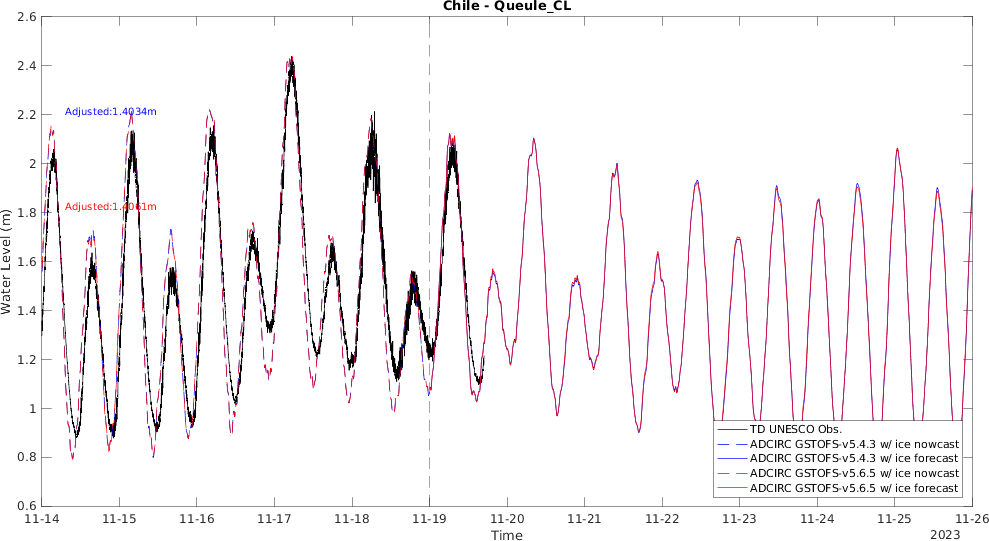 Chile - Queule_CL
2.6
2.4
2.2
2
1.8
1.6
1.4
1.2
1
0.8
0.6
Water Level (m)
Adjusted:1.4034m
Adjusted:1.4061m
TD UNESCO Obs.
ADCIRC GSTOFS-v5.4.3 w/ ice nowcast
ADCIRC GSTOFS-v5.4.3 w/ ice forecast
ADCIRC GSTOFS-v5.6.5 w/ ice nowcast
ADCIRC GSTOFS-v5.6.5 w/ ice forecast
11-14 11-15 11-16 11-17 11-18 11-19 11-20 11-21 11-22 11-23 11-24 11-25 11-26
Time
2023